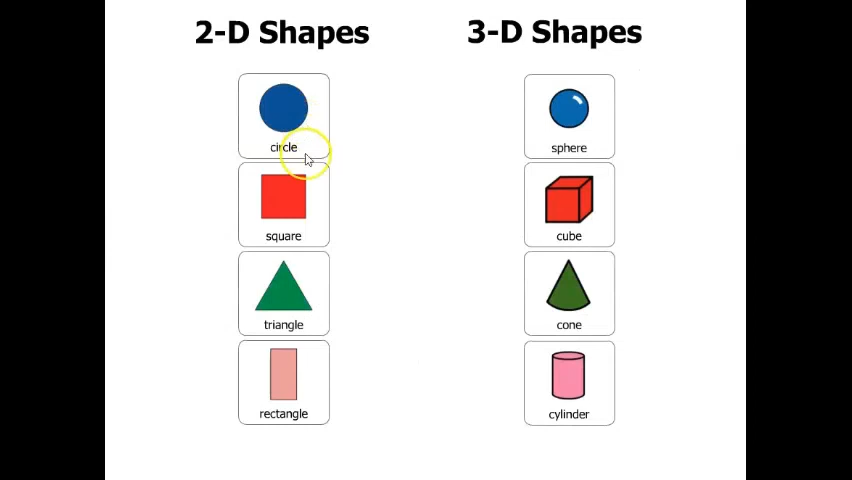 2-D Shapes
3-D Shapes
circle
sphere
square
cube
triangle
cone
rectangle
cylinder